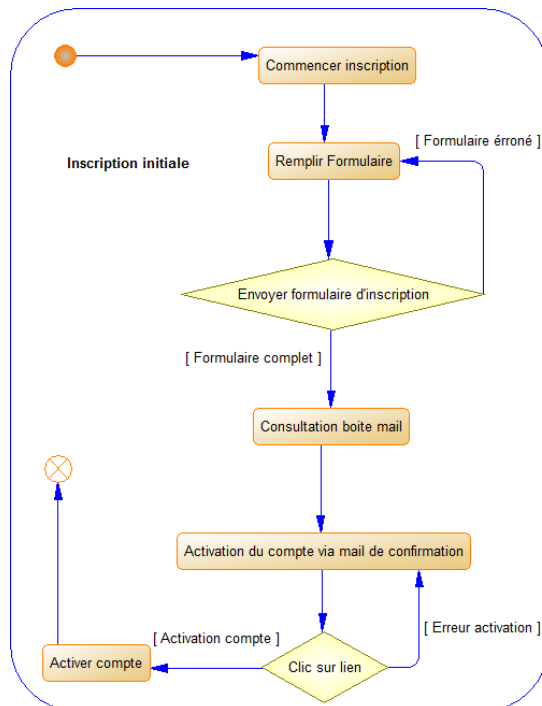 Commencer inscription
[ Formulaire érroné ]
Remplir Formulaire
Inscription initiale
Envoyer formulaire d'inscription
[ Formulaire complet ]
Consultation boite mail
Activation du compte via mail de confirmation
[ Erreur activation ]
[ Activation compte ]
Activer compte
Clic sur lien